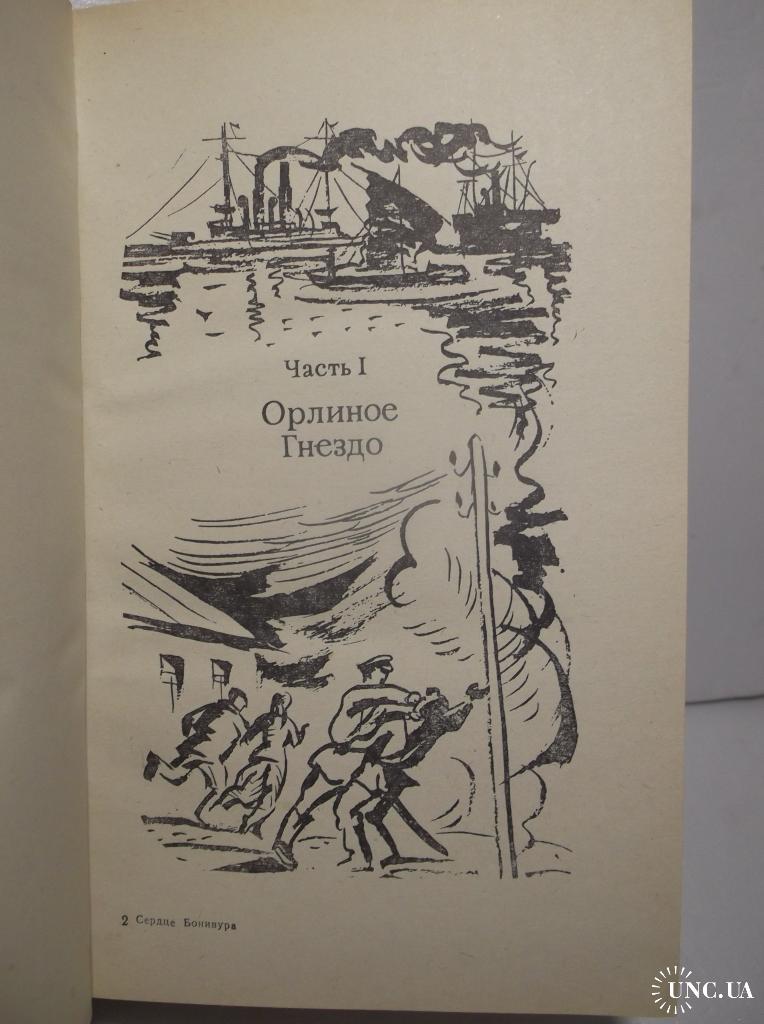 Часть I
Орлиное
Гнездо
2 Сердце Бонивура
UNC.UA